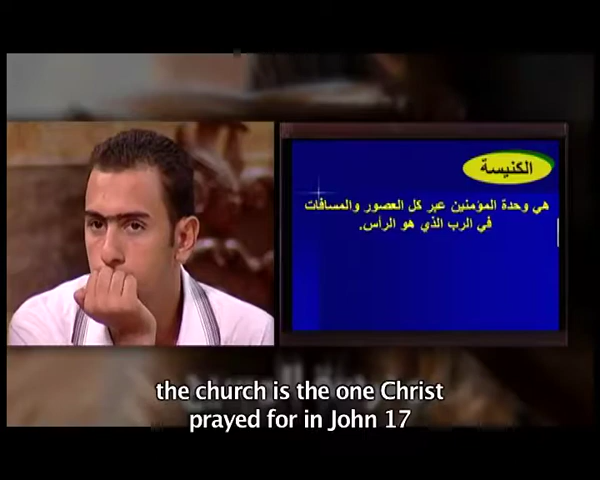 الكنيسة
هي وحدة المؤمنين عبر كل العصور والمسافات
في الرب الذي هو الرأس.
the church is the one Christ
prayed for in John 17